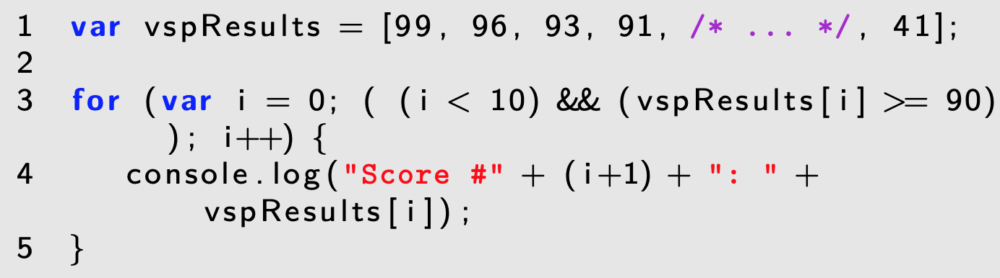 1 var vspResults = [99, 96, 93, 91, /* ... */, 41];
2
3 for (var i = 0; ( (i < 10) && (vspResults[i] >= 90)
); i++) {
4 console.log("Score #" + (i+1) + ": " +
vspResults[i]);
5 }